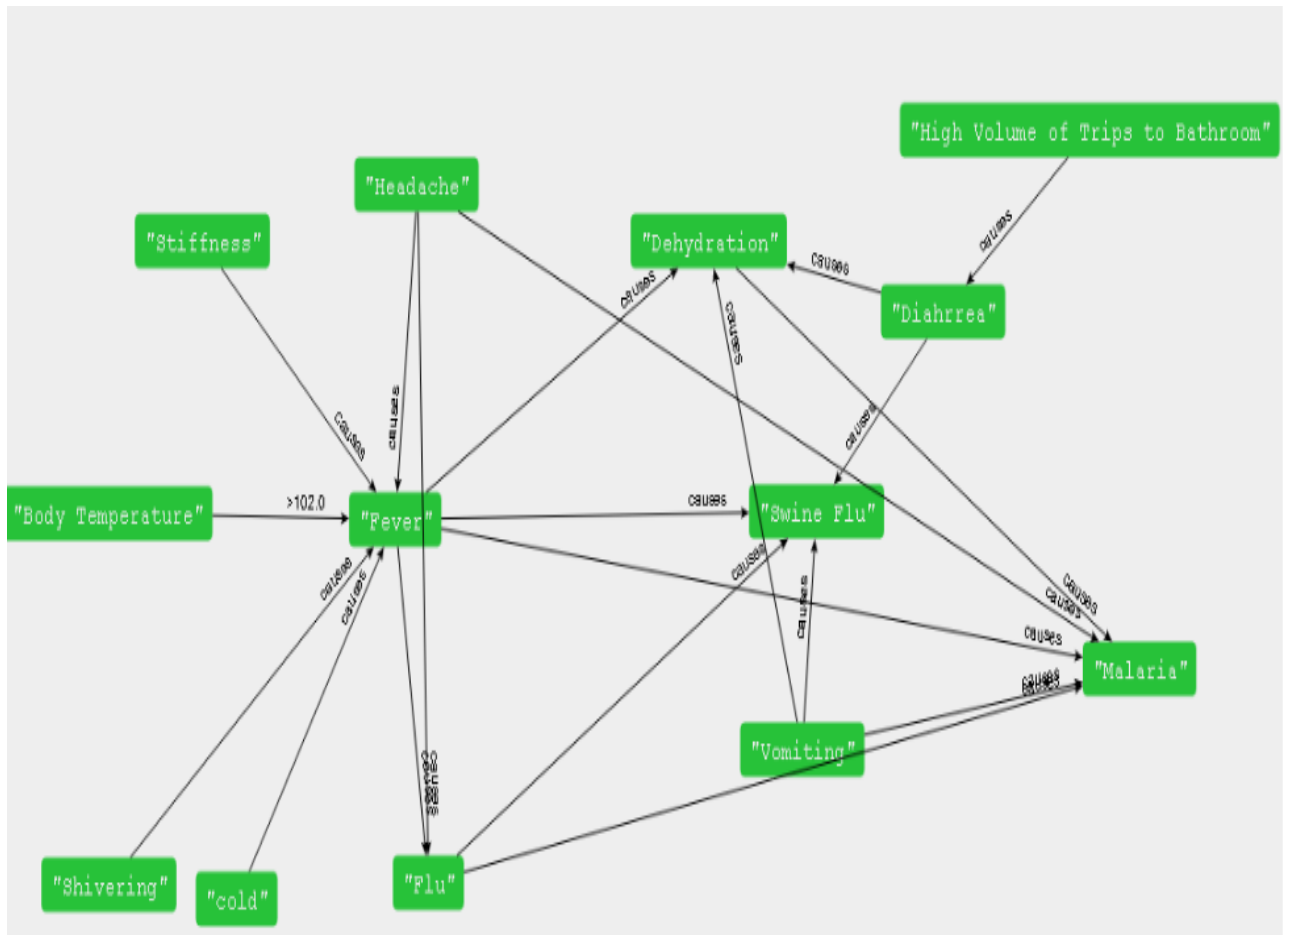 "High Volume of Trips to Bathroom"
"Headache"
"Stiffness"
"Dehydration"
causes
causes
"Diahrrea"
causes
causes
causes
causes
causes
"Body Temperature"
>102.0
"Fever"
causes
"Swine Flu"
causes
causes
causes
causes
causes
causes
causes
"Malaria"
causes
causes
"Vomiting"
causes
causes
"Shivering"
"cold"
"Flu"